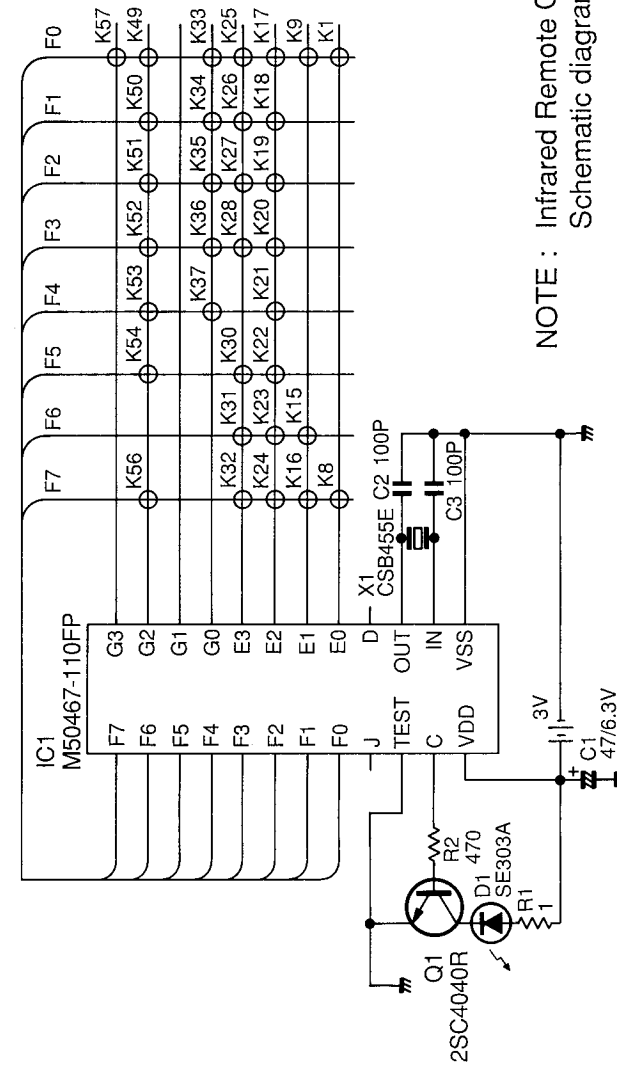 F7 F6 F5 F4 F3 F2 F1 F0
IC1
M50467-110FP
K57
F7 G3
K56 K54 K53 K52 K51 K50 K49
F6 G2
F5 G1
K37 K36 K35 K34 K33
F4 G0
K32 K31 K30 K28 K27 K26 K25
F3 E3
K24 K23 K22 K21 K20 K19 K18 K17
F2 E2
K16 K15 K9
F1 E1
K8 K1
F0 E0
J D
X1
CSB455E
C2 100P
TEST OUT
C IN
C3 100P
VDD VSS
Q1
2SC4040R
R2
470
D1
SE303A
R1
1
3V
+
C1
47/6.3V
NOTE : Infrared Remote C
Schematic diagra